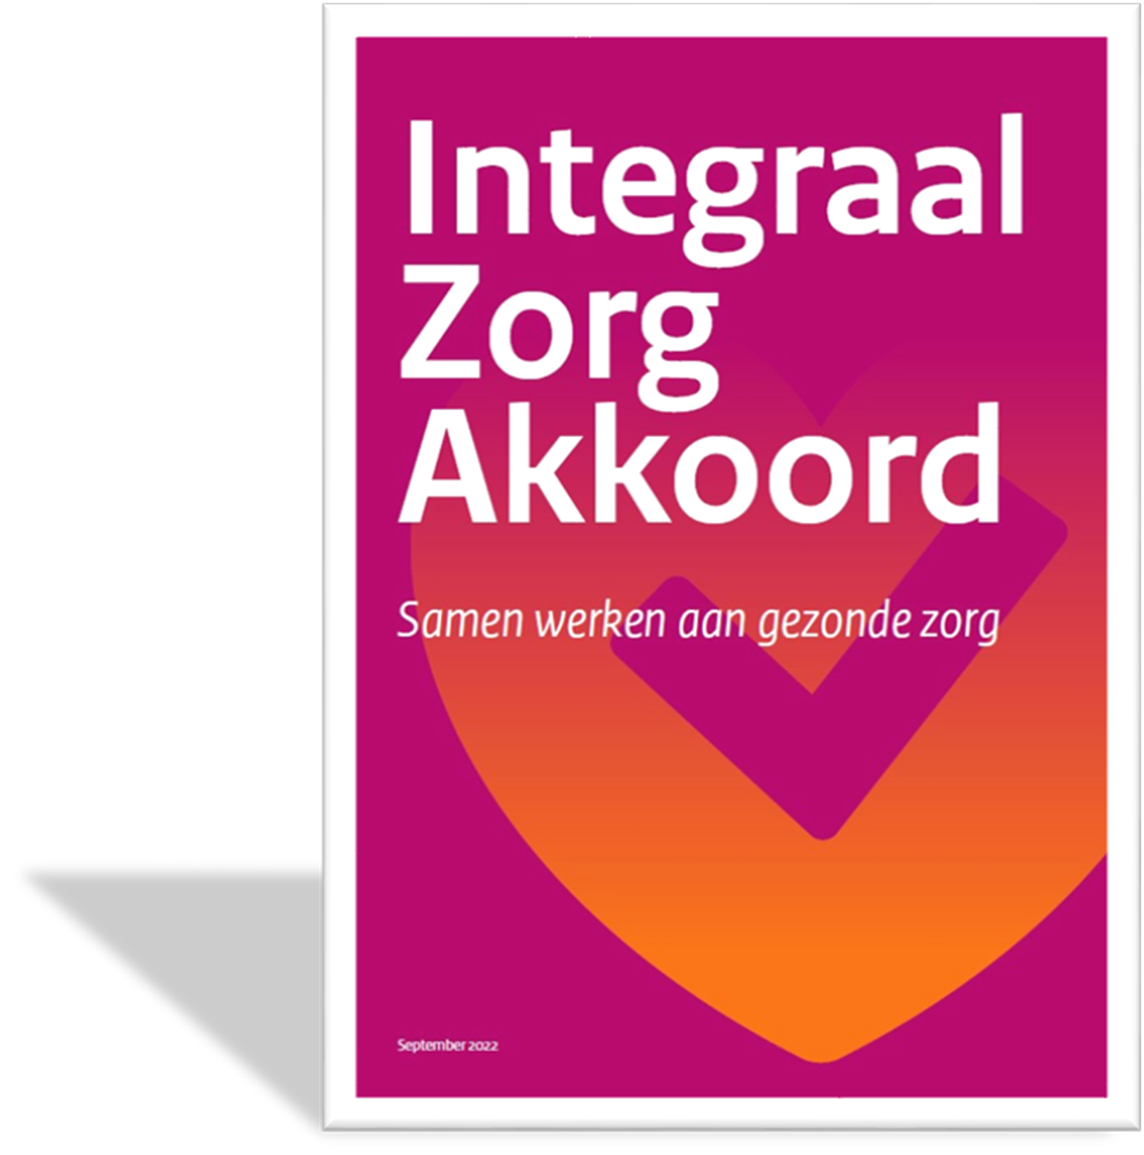 Integraal
Zorg
Akkoord
Samen werken aan gezonde zorg
September 2022